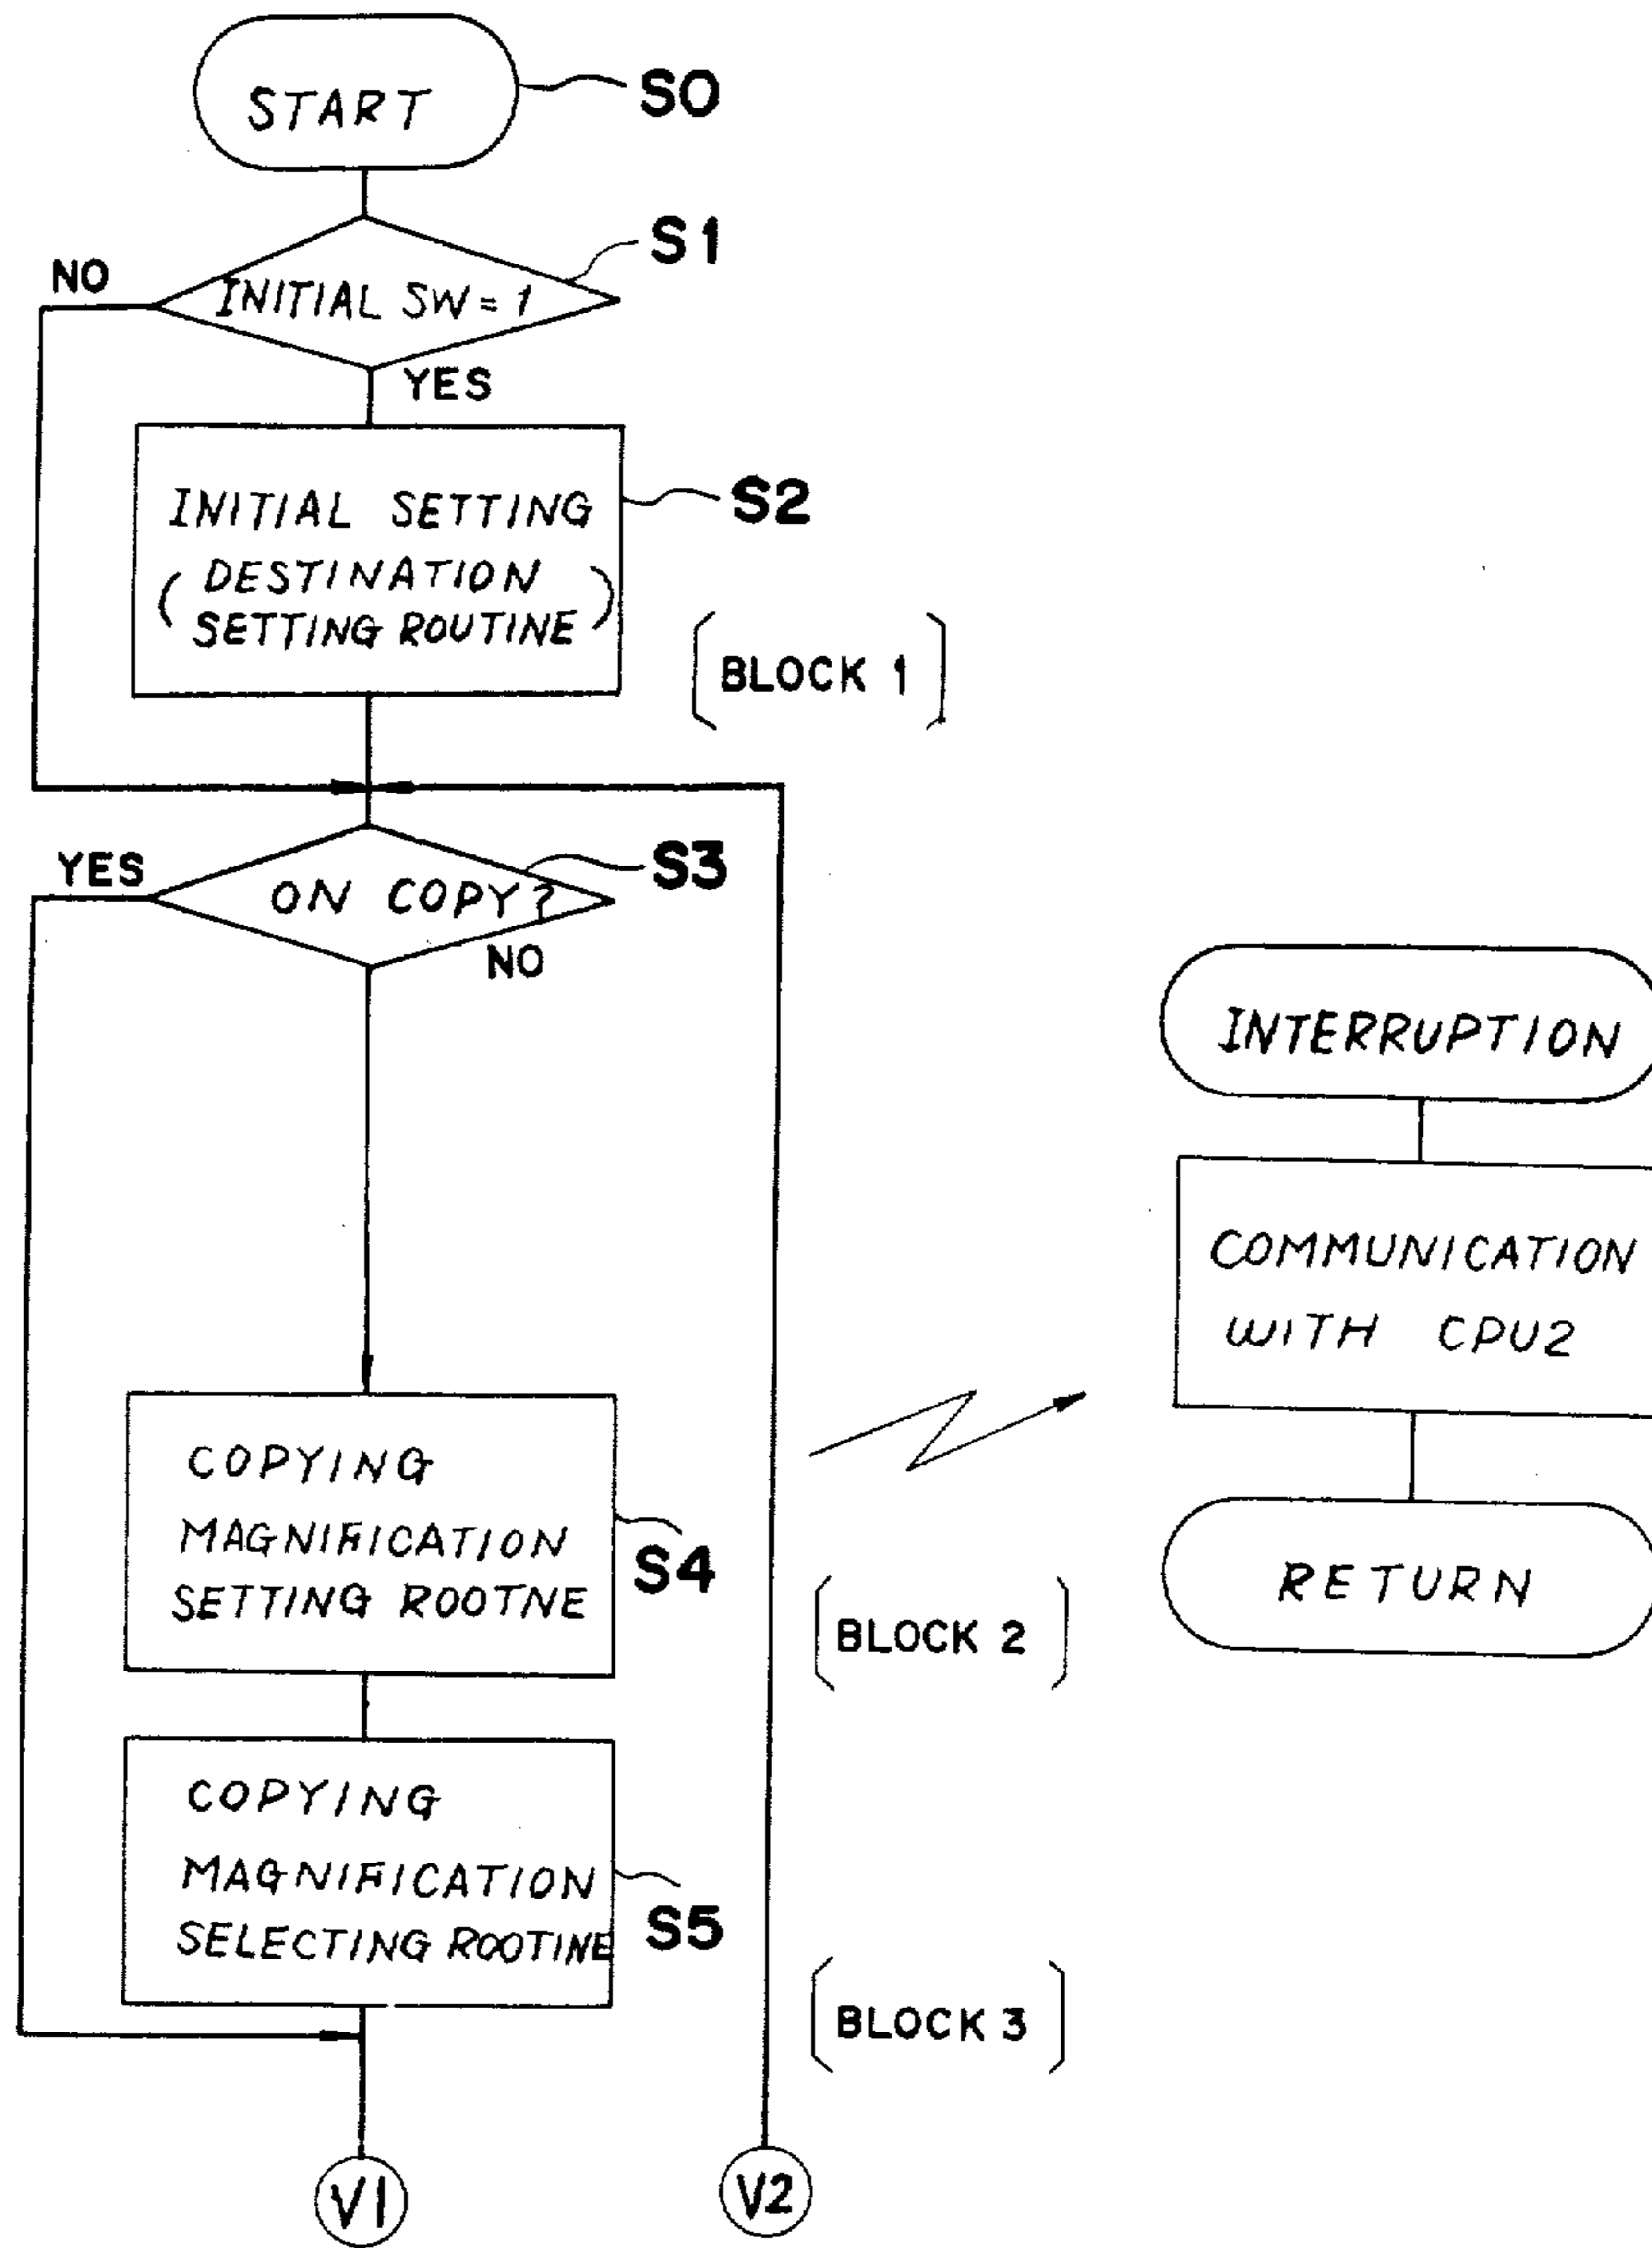 START
S0
S1
NO
INITIAL SW = 1
YES
INITIAL SETTING
S2
( DESTINATION
SETTING ROUTINE )
[BLOCK 1]
YES
S3
ON COPY?
NO
INTERRUPTION
COMMUNICATION
WITH CPU2
RETURN
COPYING
MAGNIFICATION
SETTING ROOTNE
S4
[BLOCK 2]
COPYING
MAGNIFICATION
SELECTING ROOTINE
S5
[BLOCK 3]
V1
V2